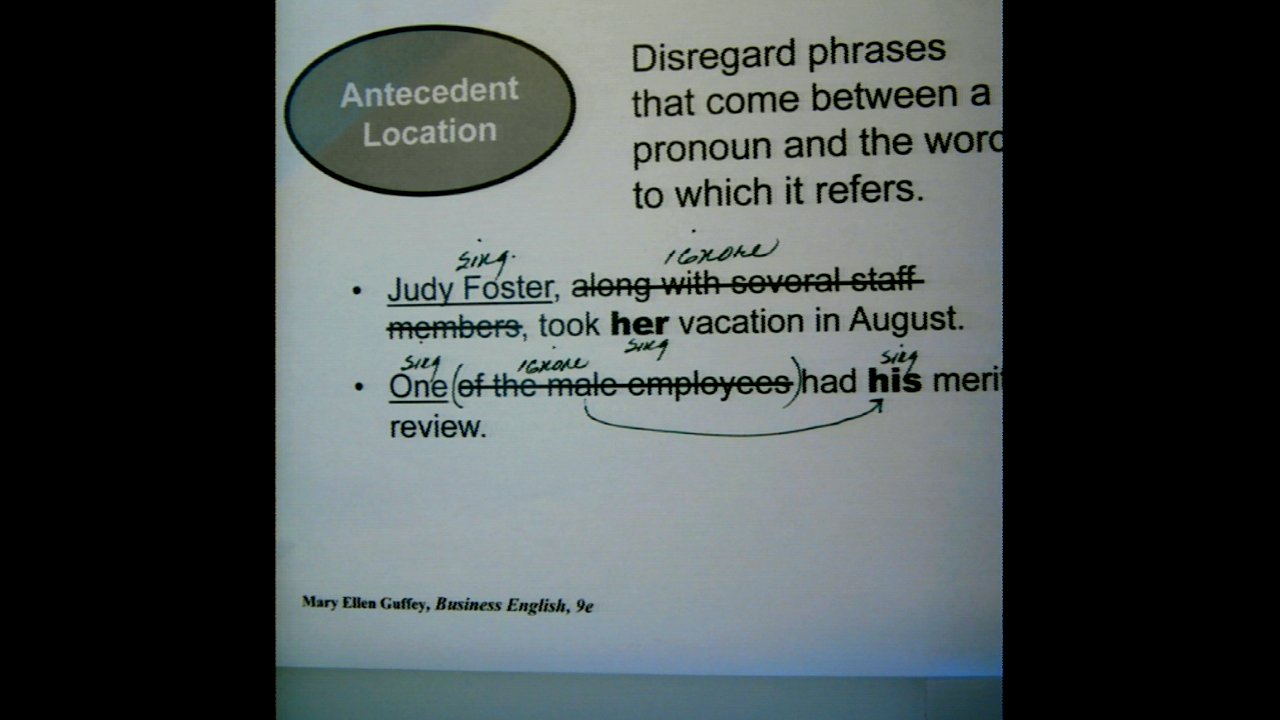 Antecedent
Location
Disregard phrases
that come between a
pronoun and the word
to which it refers.
sing. ignore
• Judy Foster, along with several staff
members, took her vacation in August.
sing
sing ignore sing
• One (of the male employees) had his merit
review.
Mary Ellen Guffey, Business English, 9e